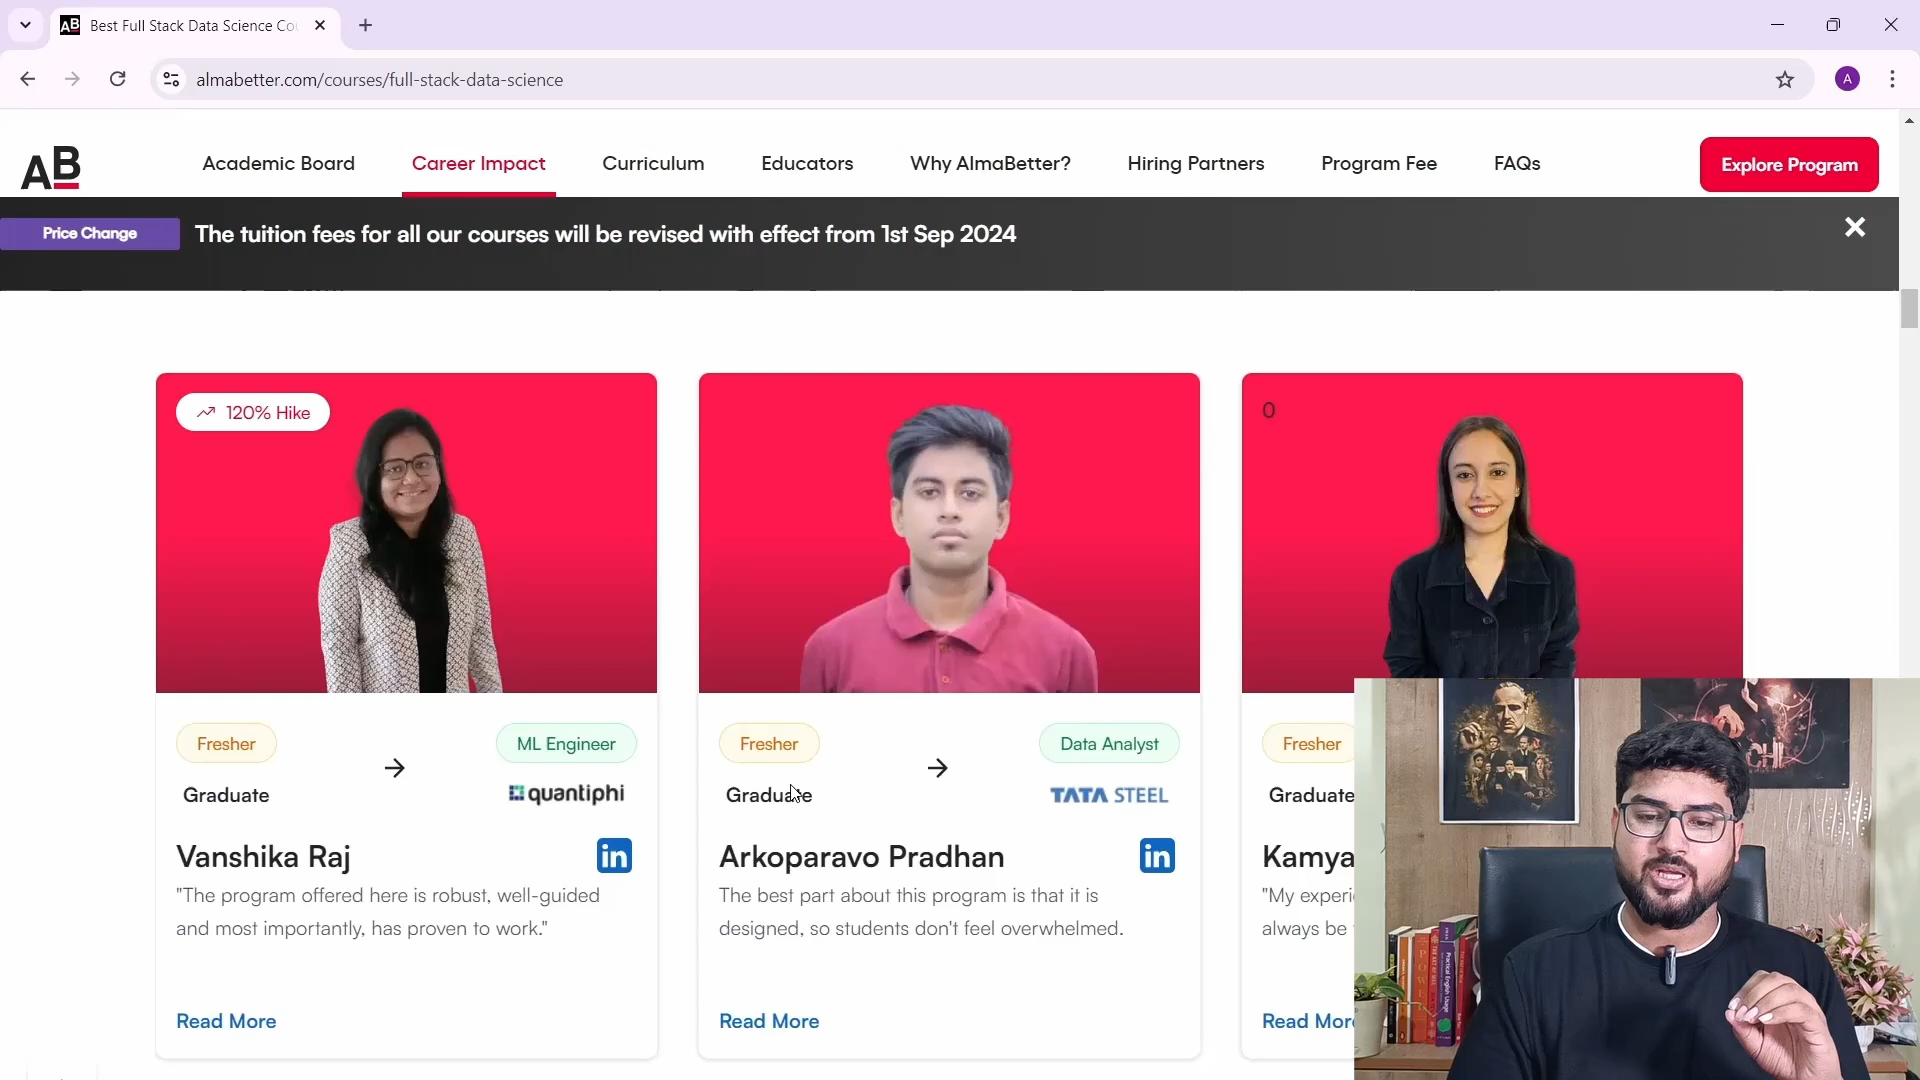 AB
Best Full Stack Data Science Co
almabetter.com/courses/full-stack-data-science
A
AB
Academic Board
Career Impact
Curriculum
Educators
Why AlmaBetter?
Hiring Partners
Program Fee
FAQs
Explore Program
Price Change
The tuition fees for all our courses will be revised with effect from 1st Sep 2024
120% Hike
Fresher
ML Engineer
Graduate
quantiphi
Vanshika Raj
in
"The program offered here is robust, well-guided
and most importantly, has proven to work."
Read More
Fresher
Data Analyst
Graduate
TATA STEEL
Arkoparavo Pradhan
in
The best part about this program is that it is
designed, so students don't feel overwhelmed.
Read More
0
Fresher
Graduate
Kamya
"My experi
always be
Read More